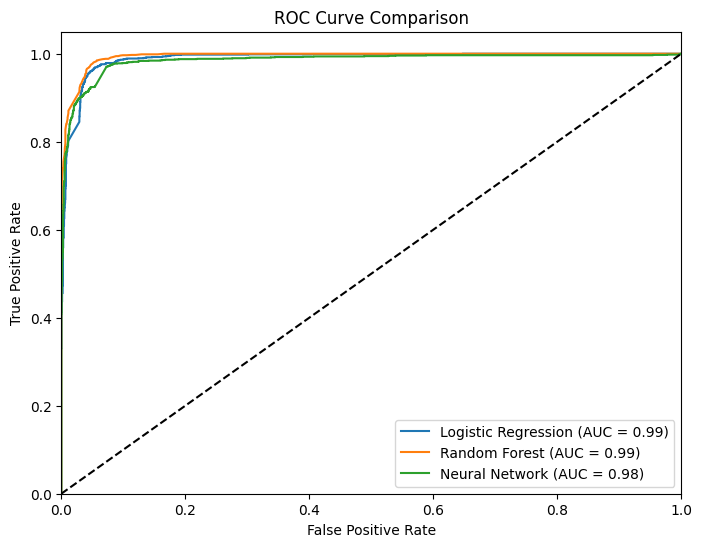 ROC Curve Comparison
True Positive Rate
1.0
0.8
0.6
0.4
0.2
0.0
Logistic Regression (AUC = 0.99)
Random Forest (AUC = 0.99)
Neural Network (AUC = 0.98)
0.0 0.2 0.4 0.6 0.8 1.0
False Positive Rate